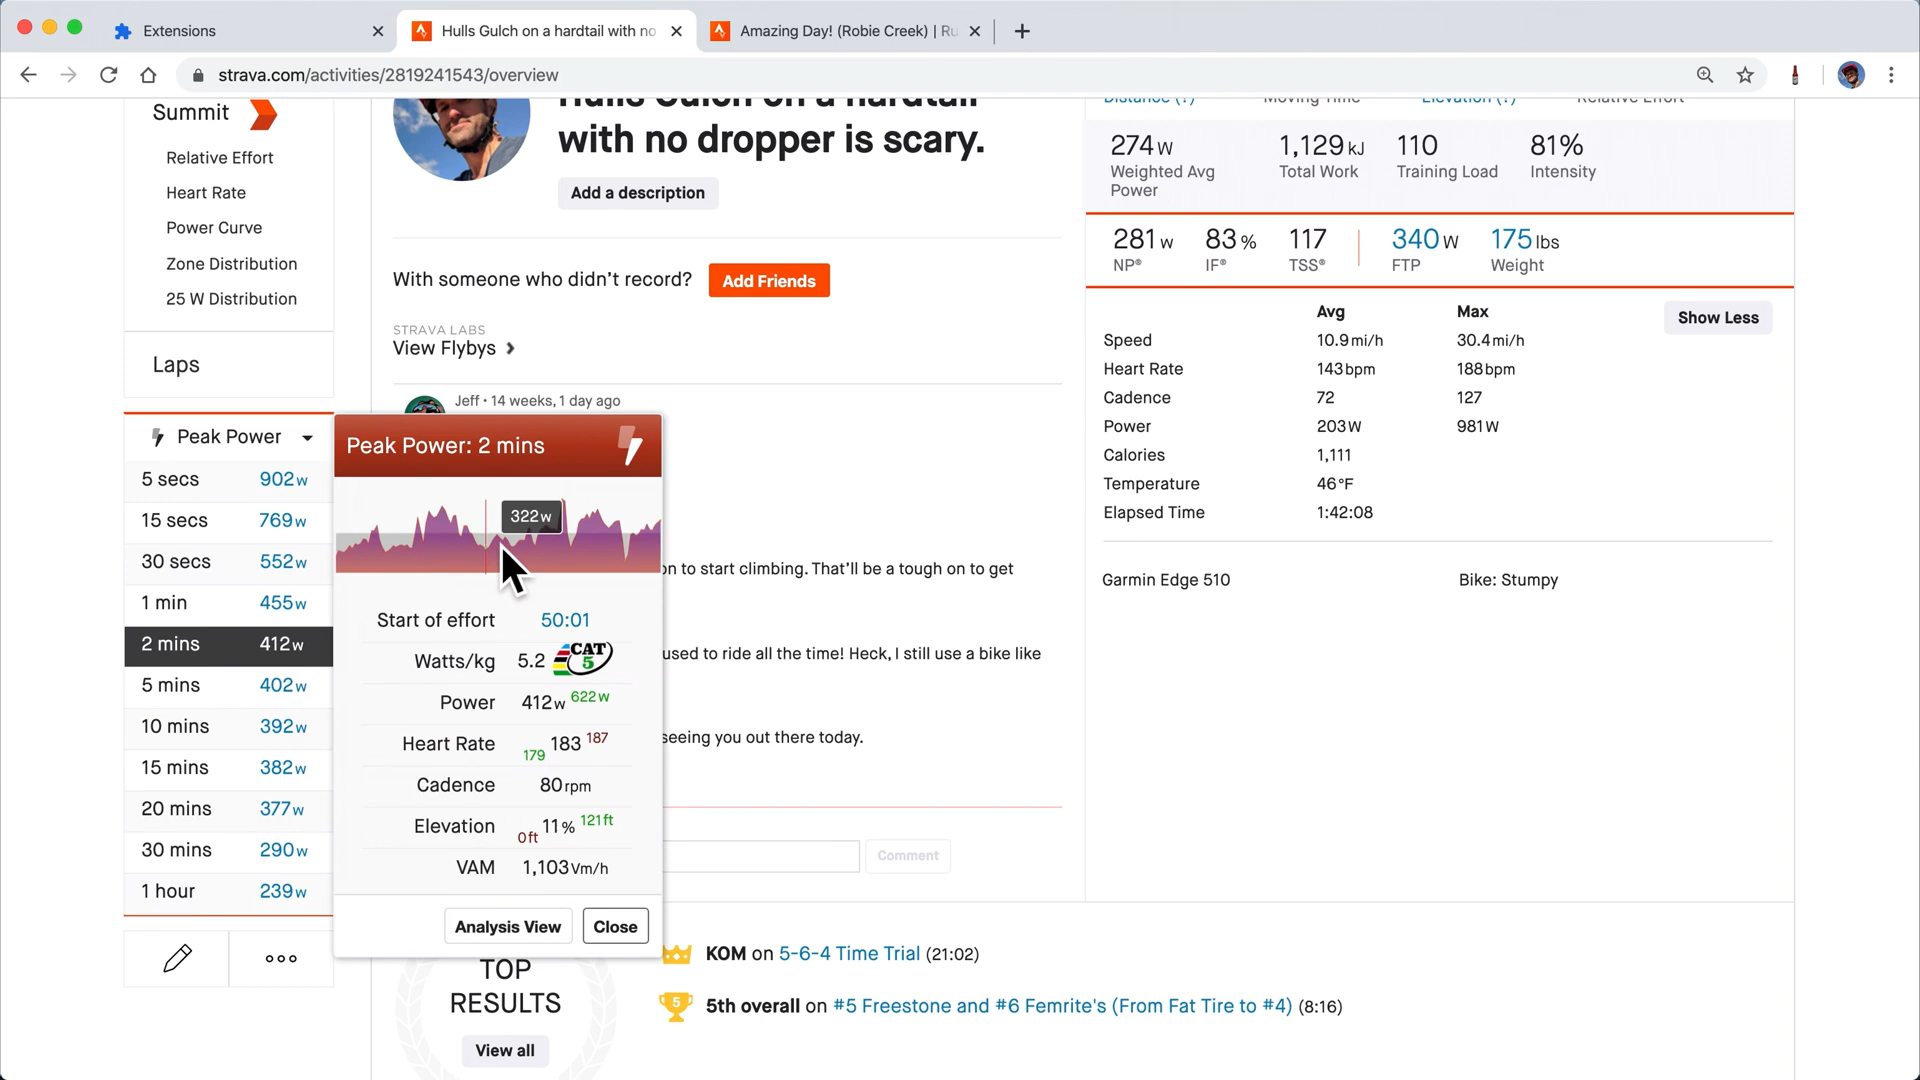 Extensions
Hulls Gulch on a hardtail with no
Amazing Day! (Robie Creek) | Ru
strava.com/activities/2819241543/overview
Summit
Relative Effort
Heart Rate
Power Curve
Zone Distribution
25 W Distribution
Laps
Peak Power
5 secs 902w
15 secs 769w
30 secs 552w
1 min 455w
2 mins 412w
5 mins 402w
10 mins 392w
15 mins 382w
20 mins 377w
30 mins 290w
1 hour 239w
Hulls Gulch on a hardtail
with no dropper is scary.
Add a description
With someone who didn't record? Add Friends
STRAVA LABS
View Flybys
Jeff • 14 weeks, 1 day ago
Peak Power: 2 mins
322w
Start of effort 50:01
Watts/kg 5.2 CAT 5
Power 412w 622w
Heart Rate 179 183 187
Cadence 80rpm
Elevation 0ft 11% 121ft
VAM 1,103Vm/h
Analysis View Close
on to start climbing. That'll be a tough on to get
used to ride all the time! Heck, I still use a bike like
seeing you out there today.
Comment
Distance (?) Moving Time Elevation (?) Relative Effort
274W 1,129kJ 110 81%
Weighted Avg Power Total Work Training Load Intensity
281w 83% 117 340W 175lbs
NP® IF® TSS® FTP Weight
Avg Max
Show Less
Speed 10.9mi/h 30.4mi/h
Heart Rate 143bpm 188bpm
Cadence 72 127
Power 203W 981W
Calories 1,111
Temperature 46°F
Elapsed Time 1:42:08
Garmin Edge 510 Bike: Stumpy
TOP
RESULTS
View all
KOM on 5-6-4 Time Trial (21:02)
5
5th overall on #5 Freestone and #6 Femrite's (From Fat Tire to #4) (8:16)